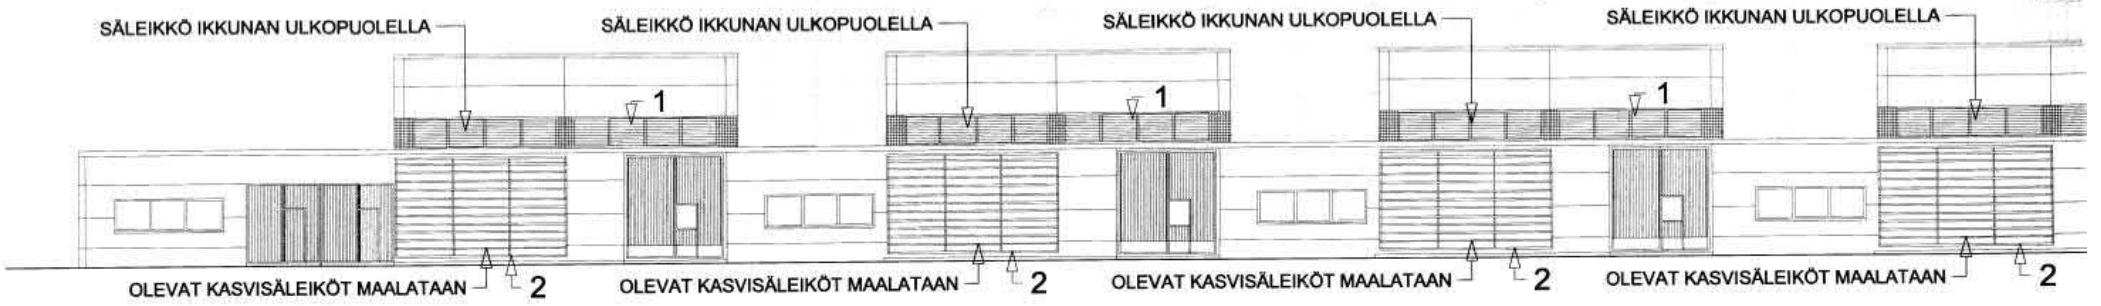 SÄLEIKKÖ IKKUNAN ULKOPUOLELLA
SÄLEIKKÖ IKKUNAN ULKOPUOLELLA
SÄLEIKKÖ IKKUNAN ULKOPUOLELLA
SÄLEIKKÖ IKKUNAN ULKOPUOLELLA
1
1
1
OLEVAT KASVISÄLEIKÖT MAALATAAN
2
OLEVAT KASVISÄLEIKÖT MAALATAAN
2
OLEVAT KASVISÄLEIKÖT MAALATAAN
2
OLEVAT KASVISÄLEIKÖT MAALATAAN
2